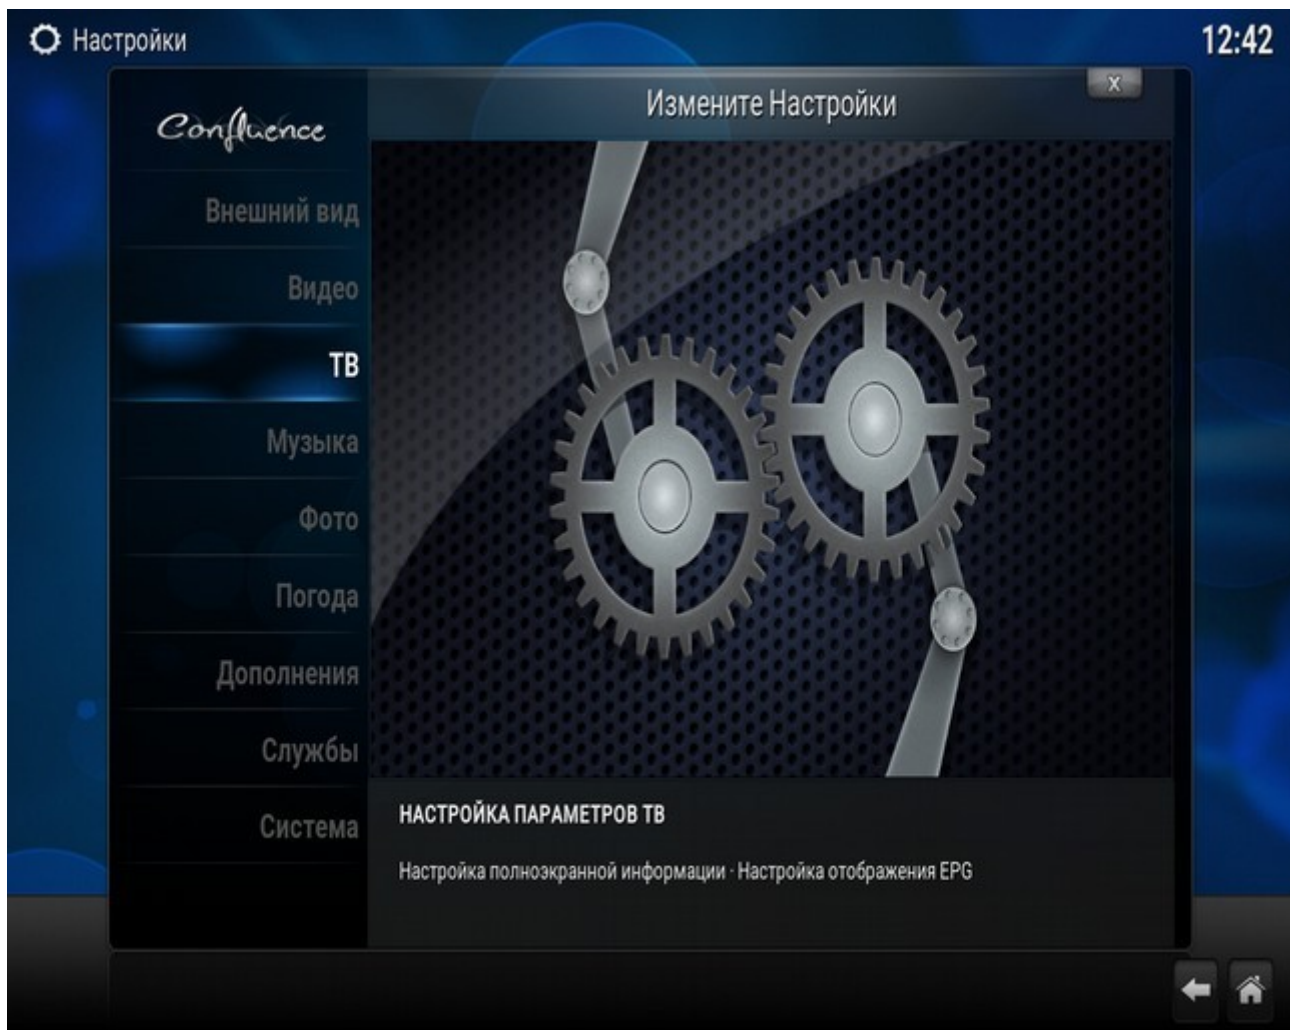 Настройки
12:42
Confluence
Измените Настройки
x
Внешний вид
Видео
ТВ
Музыка
Фото
Погода
Дополнения
Службы
Система
НАСТРОЙКА ПАРАМЕТРОВ ТВ
Настройка полноэкранной информации · Настройка отображения EPG